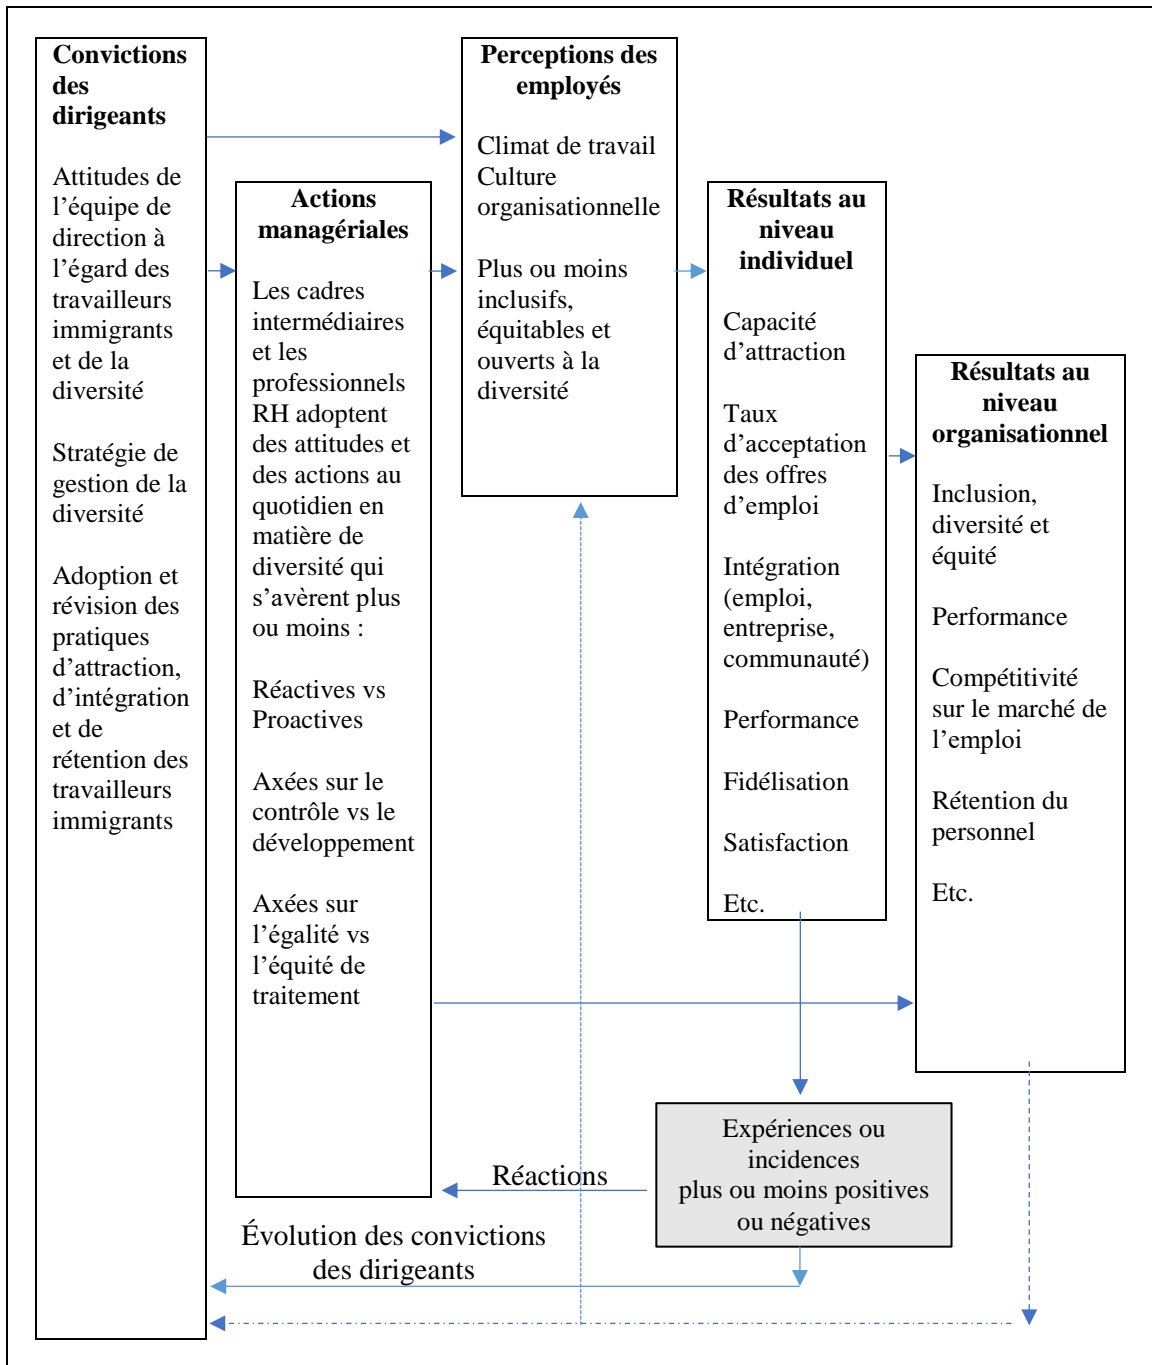 Convictions
des
dirigeants
Attitudes de
l’équipe de
direction à
l’égard des
travailleurs
immigrants
et de la
diversité
Stratégie de
gestion de la
diversité
Adoption et
révision des
pratiques
d’attraction,
d’intégration
et de
rétention des
travailleurs
immigrants
Actions
managériales
Les cadres
intermédiaires
et les
professionnels
RH adoptent
des attitudes et
des actions au
quotidien en
matière de
diversité qui
s’avèrent plus
ou moins :
Réactives vs
Proactives
Axées sur le
contrôle vs le
développement
Axées sur
l’égalité vs
l’équité de
traitement
Perceptions des
employés
Climat de travail
Culture
organisationnelle
Plus ou moins
inclusifs,
équitables et
ouverts à la
diversité
Résultats au
niveau
individuel
Capacité
d’attraction
Taux
d’acceptation
des offres
d’emploi
Intégration
(emploi,
entreprise,
communauté)
Performance
Fidélisation
Satisfaction
Etc.
Résultats au
niveau
organisationnel
Inclusion,
diversité et
équité
Performance
Compétitivité
sur le marché de
l’emploi
Rétention du
personnel
Etc.
Expériences ou
incidences
plus ou moins positives
ou négatives
Réactions
Évolution des convictions
des dirigeants